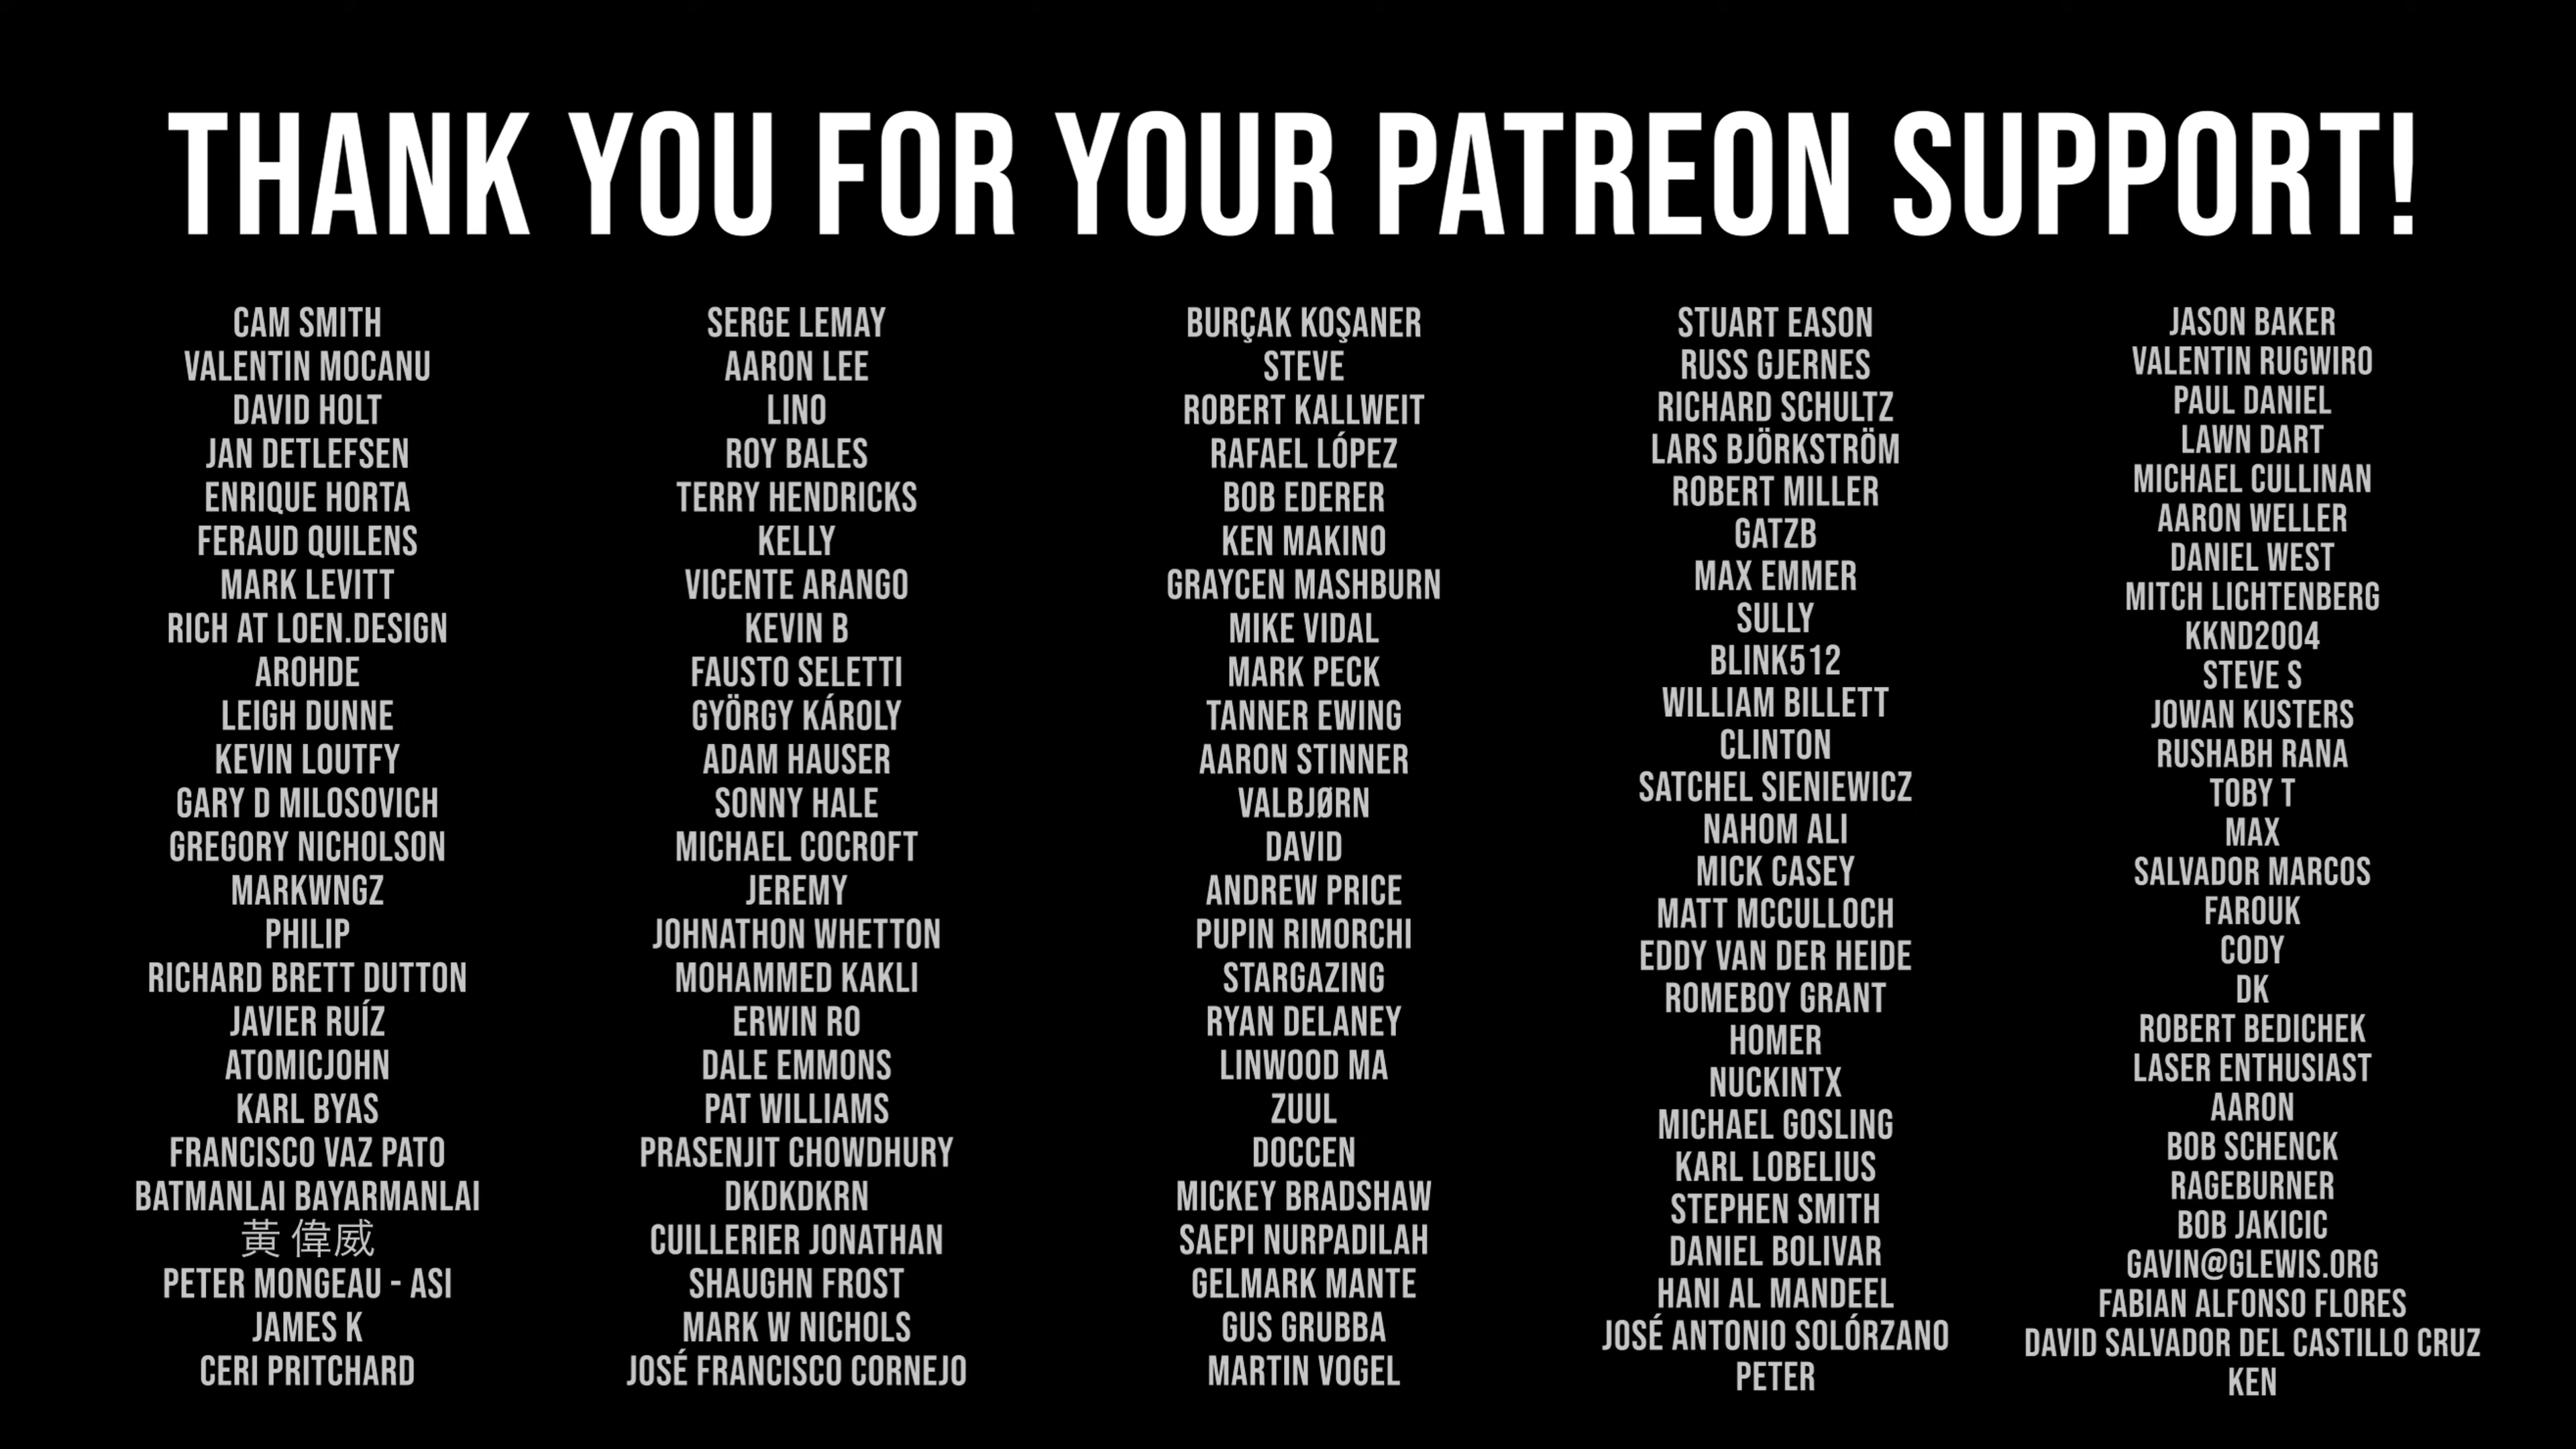 THANK YOU FOR YOUR PATREON SUPPORT!
CAM SMITH
VALENTIN MOCANU
DAVID HOLT
JAN DETLEFSEN
ENRIQUE HORTA
FERAUD QUILENS
MARK LEVITT
RICH AT LOEN.DESIGN
AROHDE
LEIGH DUNNE
KEVIN LOUTFY
GARY D MILOSOVICH
GREGORY NICHOLSON
MARKWNGZ
PHILIP
RICHARD BRETT DUTTON
JAVIER RUÍZ
ATOMICJOHN
KARL BYAS
FRANCISCO VAZ PATO
BATMANLAI BAYARMANLAI
黃 偉威
PETER MONGEAU - ASI
JAMES K
CERI PRITCHARD
SERGE LEMAY
AARON LEE
LINO
ROY BALES
TERRY HENDRICKS
KELLY
VICENTE ARANGO
KEVIN B
FAUSTO SELETTI
GYÖRGY KÁROLY
ADAM HAUSER
SONNY HALE
MICHAEL COCROFT
JEREMY
JOHNATHON WHETTON
MOHAMMED KAKLI
ERWIN RO
DALE EMMONS
PAT WILLIAMS
PRASENJIT CHOWDHURY
DKDKDKRN
CUILLERIER JONATHAN
SHAUGHN FROST
MARK W NICHOLS
JOSÉ FRANCISCO CORNEJO
BURÇAK KOŞANER
STEVE
ROBERT KALLWEIT
RAFAEL LÓPEZ
BOB EDERER
KEN MAKINO
GRAYCEN MASHBURN
MIKE VIDAL
MARK PECK
TANNER EWING
AARON STINNER
VALBJØRN
DAVID
ANDREW PRICE
PUPIN RIMORCHI
STARGAZING
RYAN DELANEY
LINWOOD MA
ZUUL
DOCCEN
MICKEY BRADSHAW
SAEPI NURPADILAH
GELMARK MANTE
GUS GRUBBA
MARTIN VOGEL
STUART EASON
RUSS GJERNES
RICHARD SCHULTZ
LARS BJÖRKSTRÖM
ROBERT MILLER
GATZB
MAX EMMER
SULLY
BLINK512
WILLIAM BILLETT
CLINTON
SATCHEL SIENIEWICZ
NAHOM ALI
MICK CASEY
MATT MCCULLOCH
EDDY VAN DER HEIDE
ROMEBOY GRANT
HOMER
NUCKINTX
MICHAEL GOSLING
KARL LOBELIUS
STEPHEN SMITH
DANIEL BOLIVAR
HANI AL MANDEEL
JOSÉ ANTONIO SOLÓRZANO
PETER
JASON BAKER
VALENTIN RUGWIRO
PAUL DANIEL
LAWN DART
MICHAEL CULLINAN
AARON WELLER
DANIEL WEST
MITCH LICHTENBERG
KKND2004
STEVE S
JOWAN KUSTERS
RUSHABH RANA
TOBY T
MAX
SALVADOR MARCOS
FAROUK
CODY
DK
ROBERT BEDICHEK
LASER ENTHUSIAST
AARON
BOB SCHENCK
RAGEBURNER
BOB JAKICIC
GAVIN@GLEWIS.ORG
FABIAN ALFONSO FLORES
DAVID SALVADOR DEL CASTILLO CRUZ
KEN